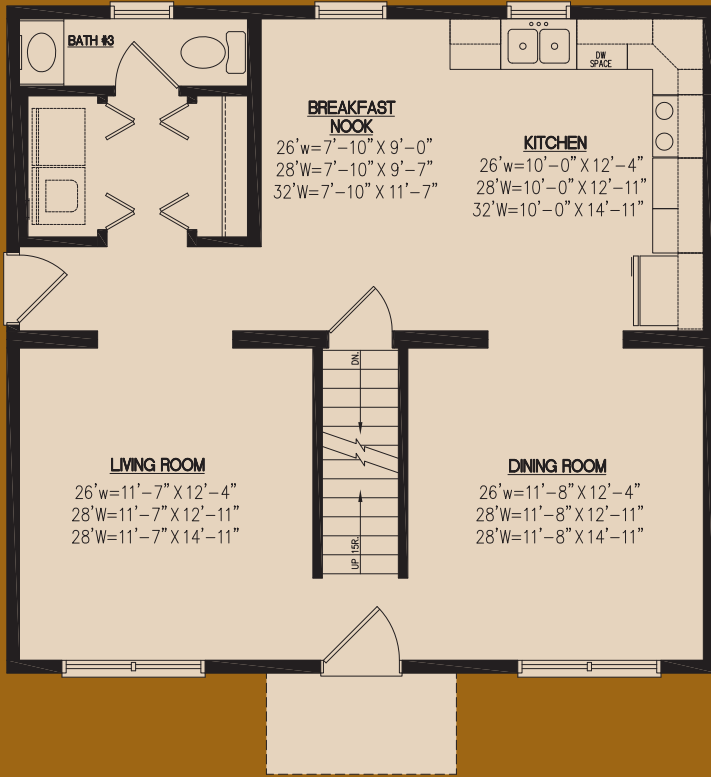 BATH #3
DW
SPACE
BREAKFAST
NOOK
26'w=7'-10" X 9'-0"
28'W=7'-10" X 9'-7"
32'W=7'-10" X 11'-7"
KITCHEN
26'w=10'-0" X 12'-4"
28'W=10'-0" X 12'-11"
32'W=10'-0" X 14'-11"
DN.
LIVING ROOM
26'w=11'-7" X 12'-4"
28'W=11'-7" X 12'-11"
28'W=11'-7" X 14'-11"
UP 15R.
DINING ROOM
26'w=11'-8" X 12'-4"
28'W=11'-8" X 12'-11"
28'W=11'-8" X 14'-11"